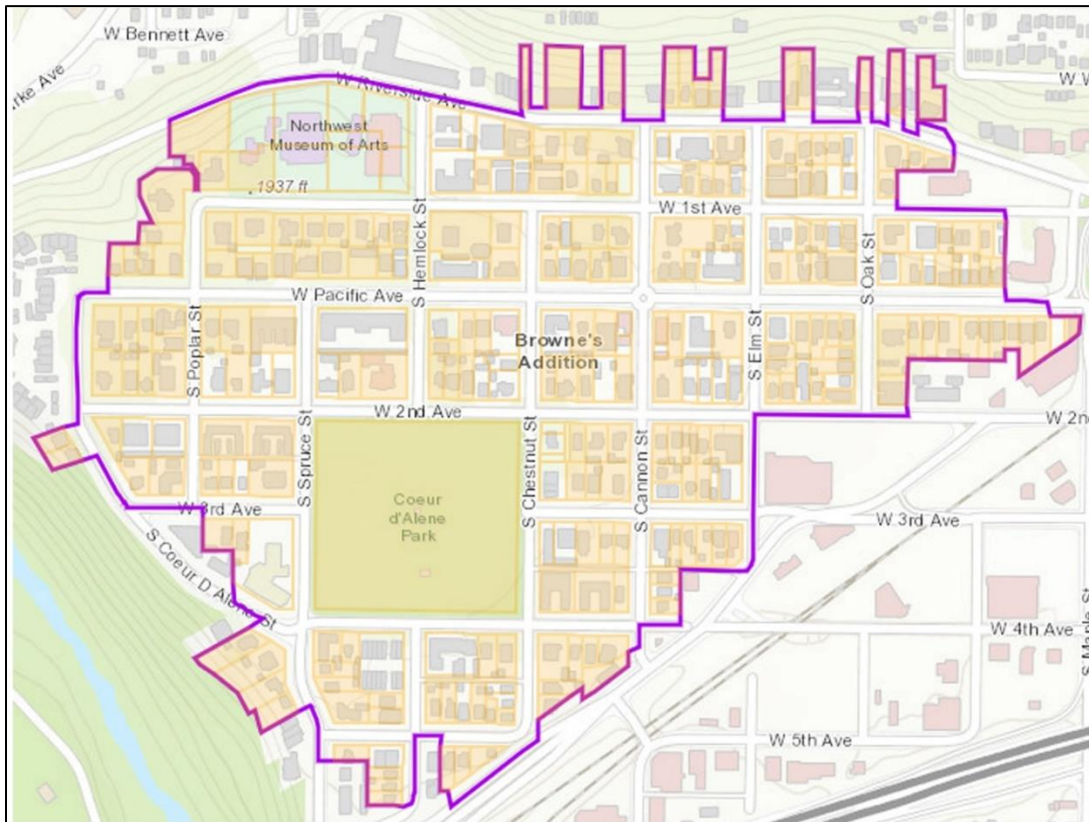 W Bennett Ave
rke Ave
W Riverside Ave
W W
Northwest
Museum of Arts
1937 ft
W 1st Ave
S Hemlock St
S Oak St
W Pacific Ave
S Poplar St
Browne's
Addition
S Elm St
W 2nd Ave
W 2n
S Spruce St
S Chestnut St
S Cannon St
Coeur
d'Alene
Park
W 3rd Ave
W 3rd Ave
S Coeur D'Alene St
W 4th Ave
S Maple St
W 5th Ave